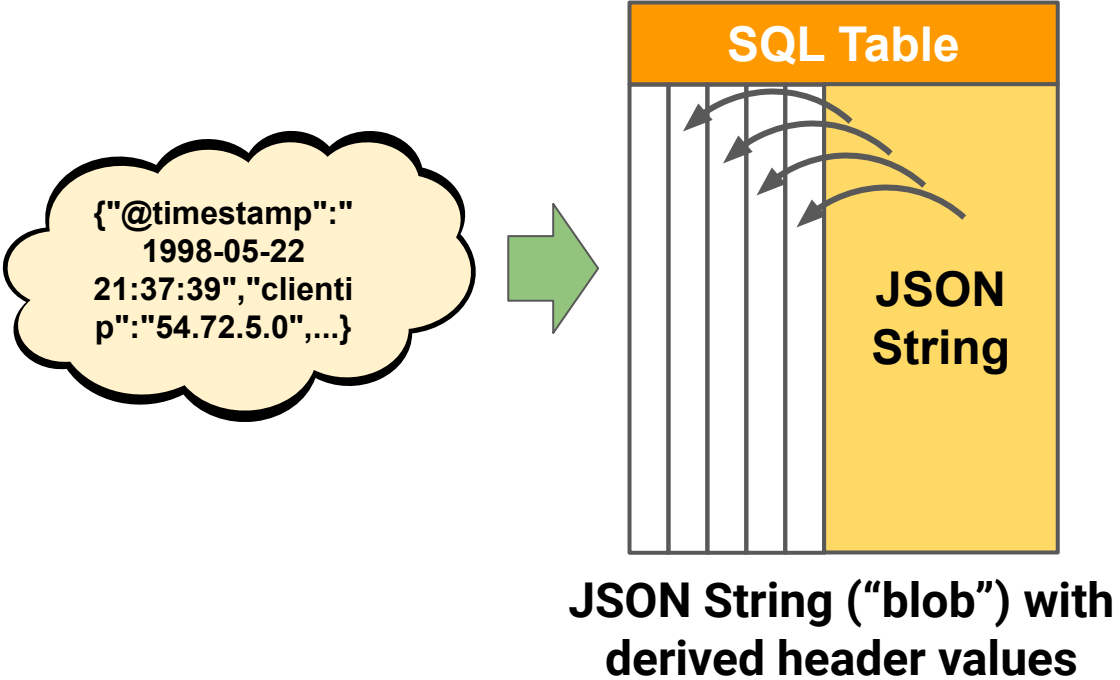 SQL Table
{"@timestamp":"
1998-05-22
21:37:39","clienti
p":"54.72.5.0",...}
JSON
String
JSON String (“blob”) with
derived header values